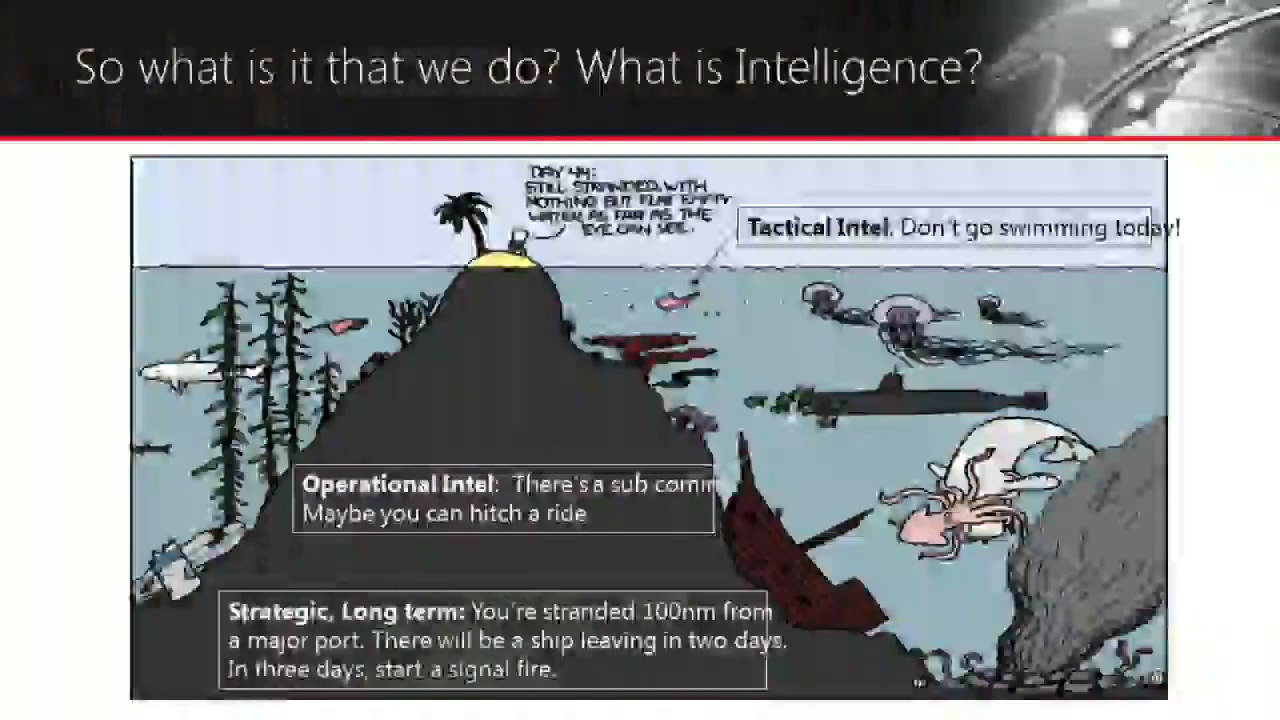 So what is it that we do? What is Intelligence?
DAY 44:
STILL STRANDED, WITH
NOTHING BUT FLAT EMPTY
WATER AS FAR AS THE
EYE CAN SEE.
Tactical Intel. Don't go swimming today!
Operational Intel: There's a sub
Maybe you can hitch a ride
Strategic, Long term: You're stranded 100nm from
a major port. There will be a ship leaving in two days.
In three days, start a signal fire.